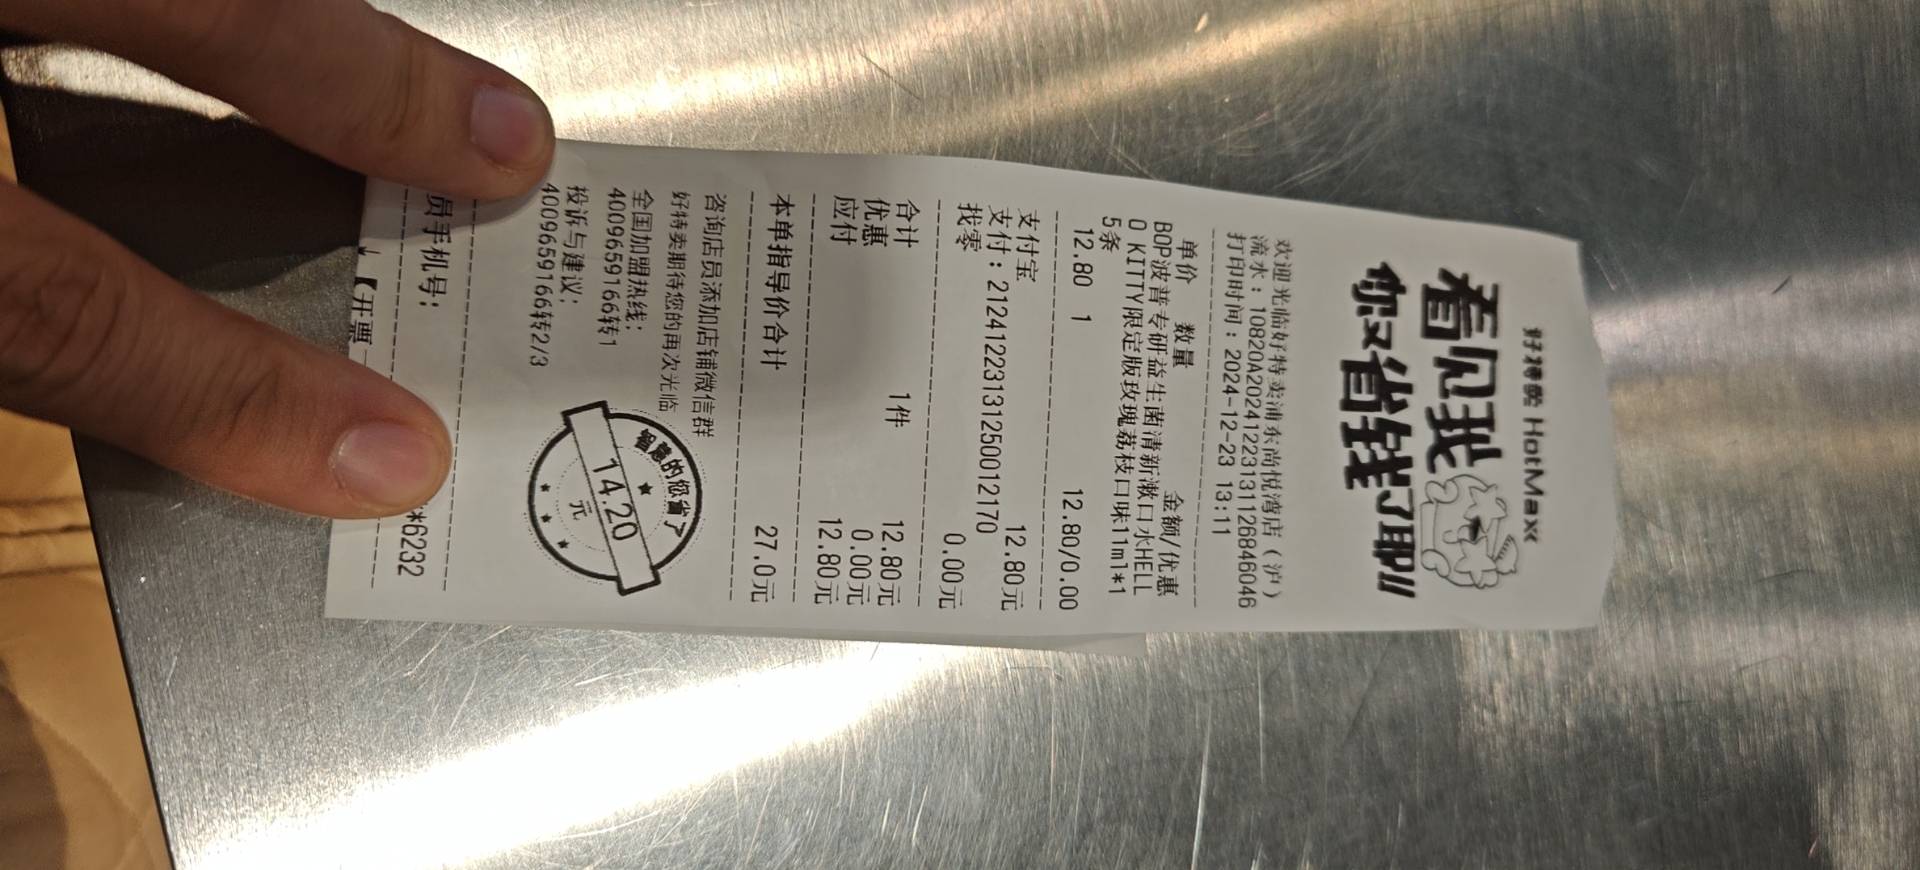 好特卖 HotMaxx
看见我
你又省钱了耶!!
欢迎光临好特卖浦东尚悦湾店（沪）
流水：10820A20241223131126846046
打印时间：2024-12-23 13:11
单价 数量 金额/优惠
BOP波普专研益生菌清新漱口水HELL
O KITTY限定版玫瑰荔枝口味11ml*1
5条
12.80 1 12.80/0.00
支付宝 12.80元
支付：21241223131250012170
找零 0.00元
合计 1件 12.80元
优惠 0.00元
应付 12.80元
本单指导价合计 27.0元
咨询店员添加店铺微信群
好特卖期待您的再次光临
全国加盟热线：
4009659166转1
投诉与建议：
4009659166转2/3
的您省了
14.20
元
员手机号：
*6232
【开票